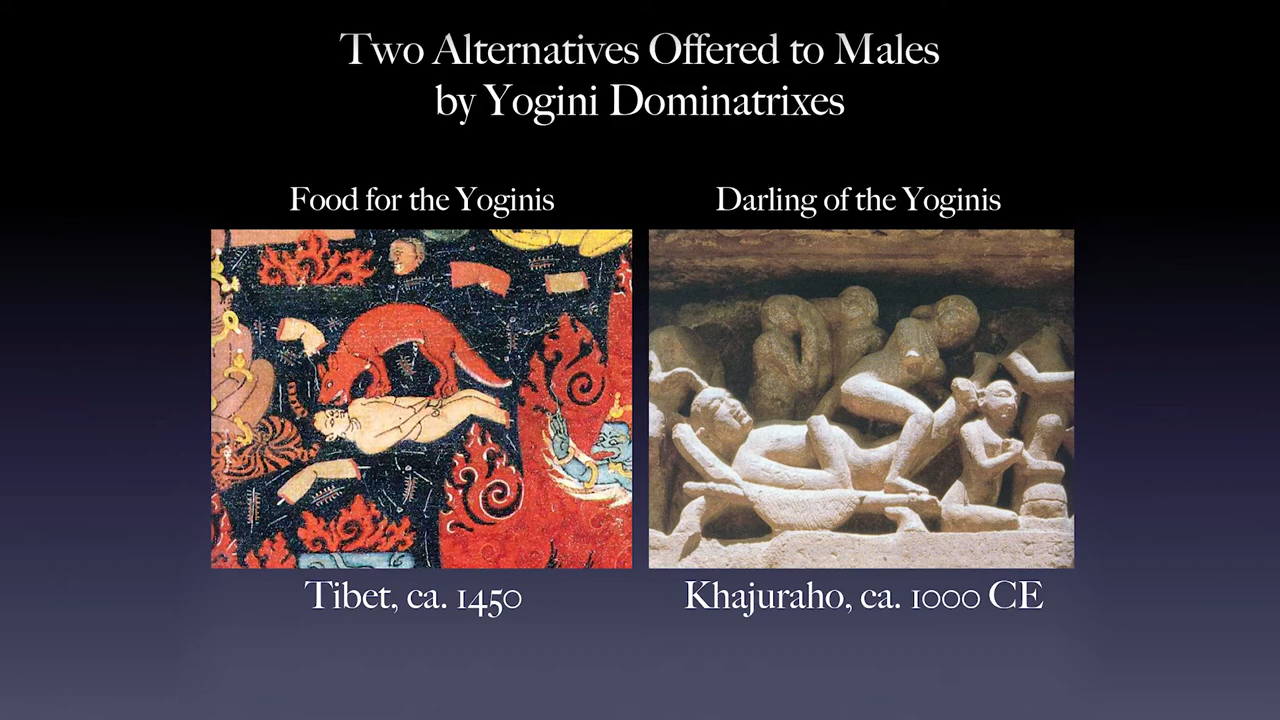 Two Alternatives Offered to Males
by Yogini Dominatrixes
Food for the Yoginis
Darling of the Yoginis
Tibet, ca. 1450
Khajuraho, ca. 1000 CE